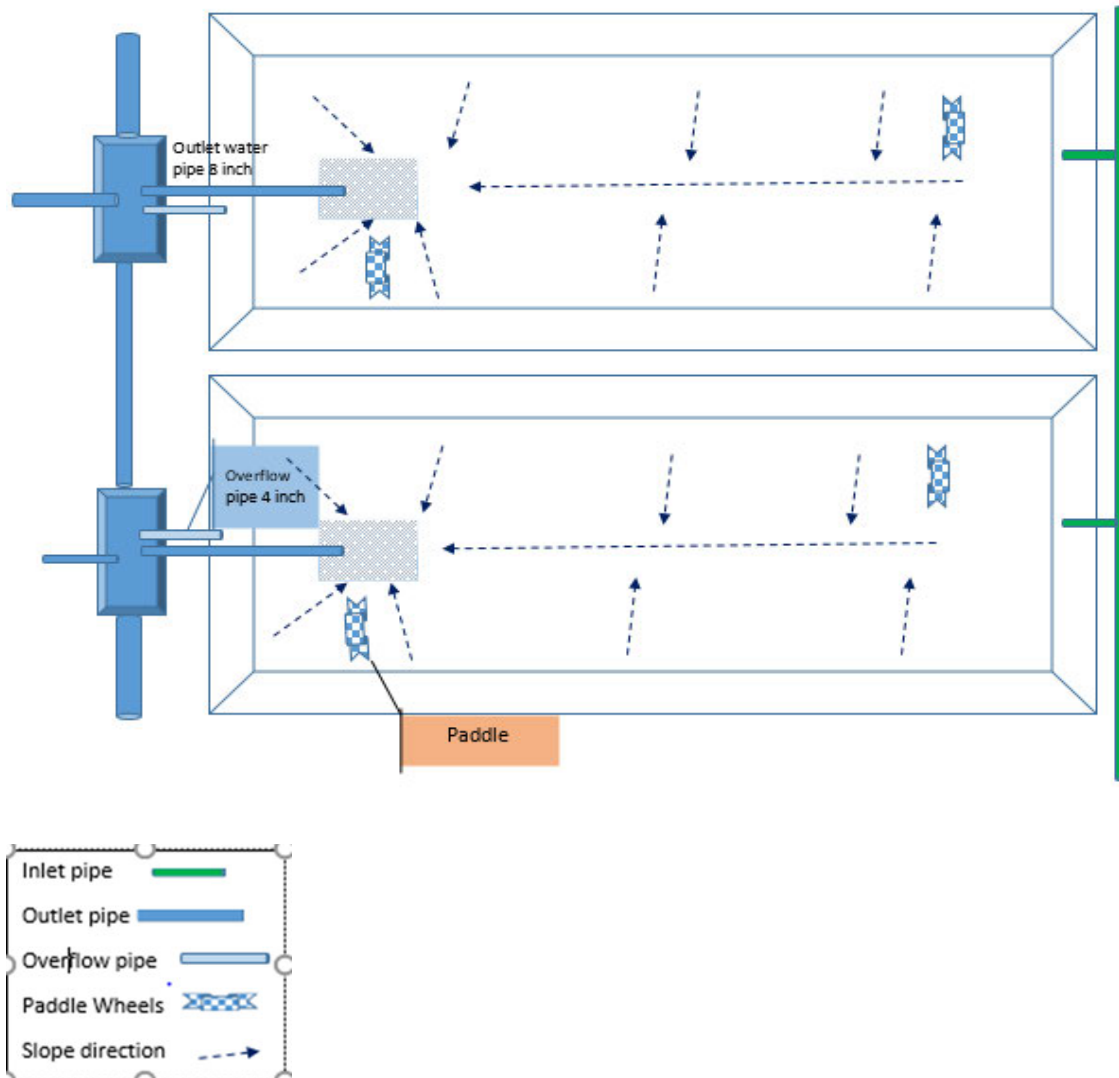 Outlet water
pipe 8 inch
Overflow
pipe 4 inch
Paddle
Inlet pipe
Outlet pipe
Overflow pipe
Paddle Wheels
Slope direction